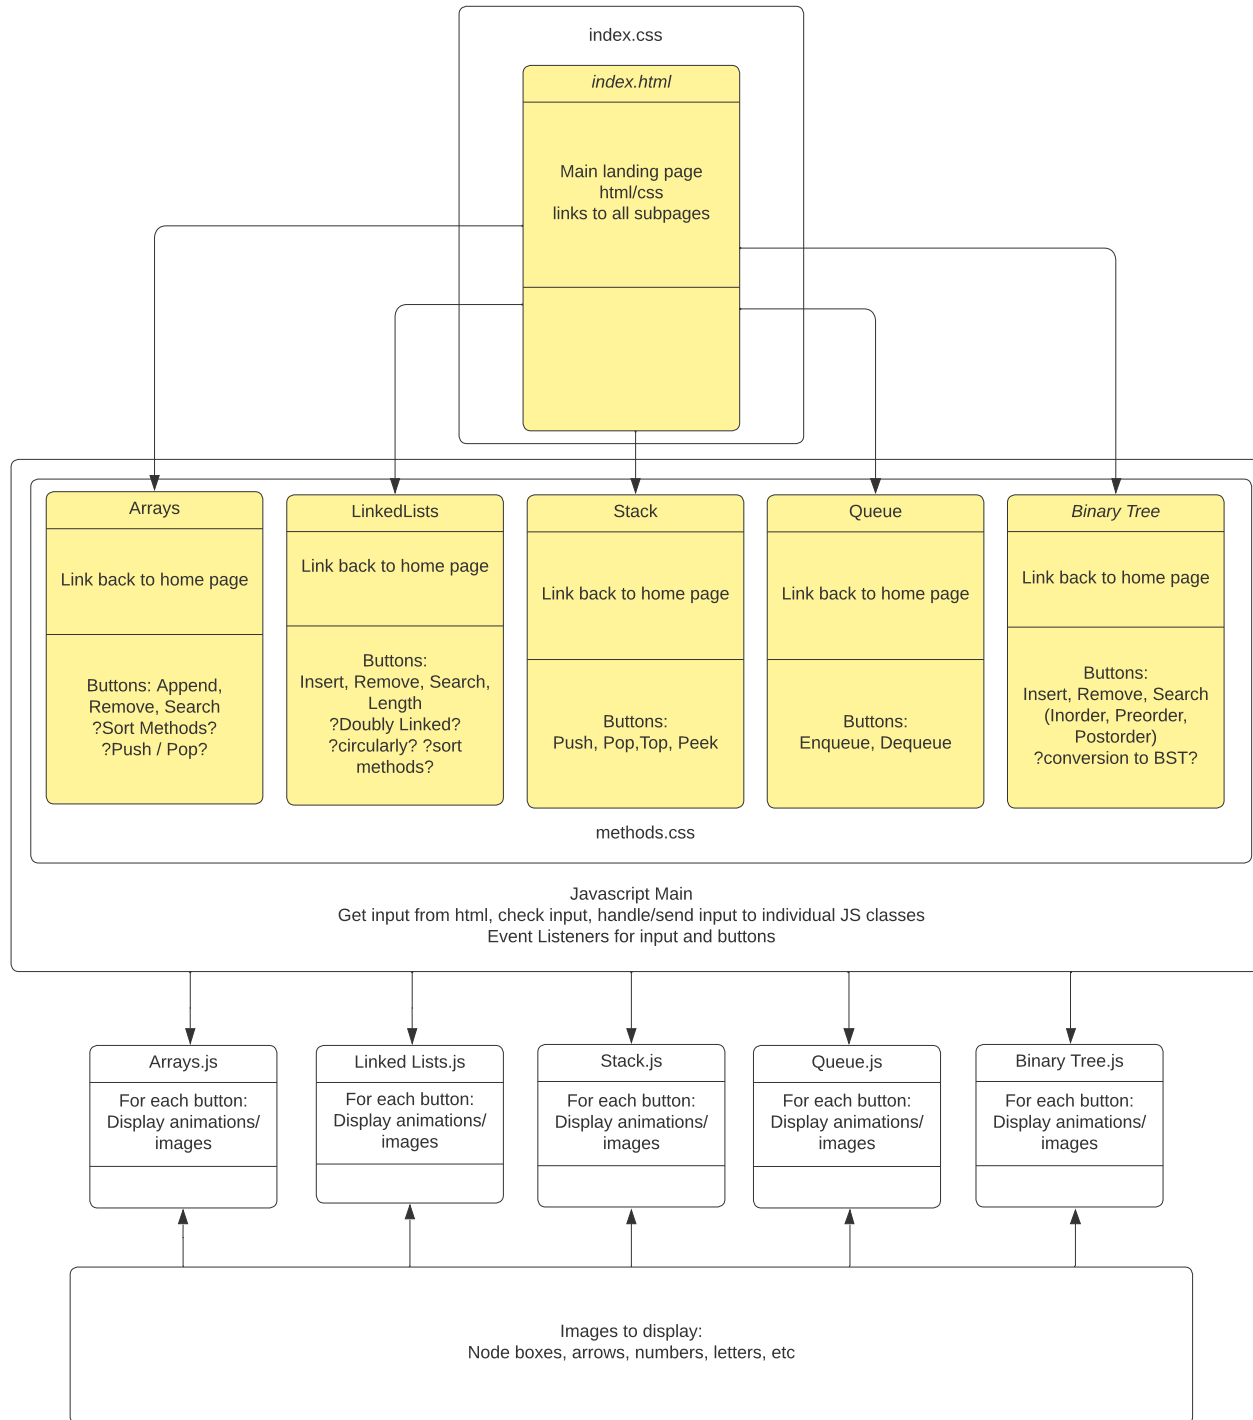 index.css
index.html
Main landing page
html/css
links to all subpages
Arrays
Link back to home page
Buttons: Append,
Remove, Search
?Sort Methods?
?Push / Pop?
LinkedLists
Link back to home page
Buttons:
Insert, Remove, Search,
Length
?Doubly Linked?
?circularly? ?sort
methods?
Stack
Link back to home page
Buttons:
Push, Pop,Top, Peek
Queue
Link back to home page
Buttons:
Enqueue, Dequeue
Binary Tree
Link back to home page
Buttons:
Insert, Remove, Search
(Inorder, Preorder,
Postorder)
?conversion to BST?
methods.css
Javascript Main
Get input from html, check input, handle/send input to individual JS classes
Event Listeners for input and buttons
Arrays.js
For each button:
Display animations/
images
Linked Lists.js
For each button:
Display animations/
images
Stack.js
For each button:
Display animations/
images
Queue.js
For each button:
Display animations/
images
Binary Tree.js
For each button:
Display animations/
images
Images to display:
Node boxes, arrows, numbers, letters, etc